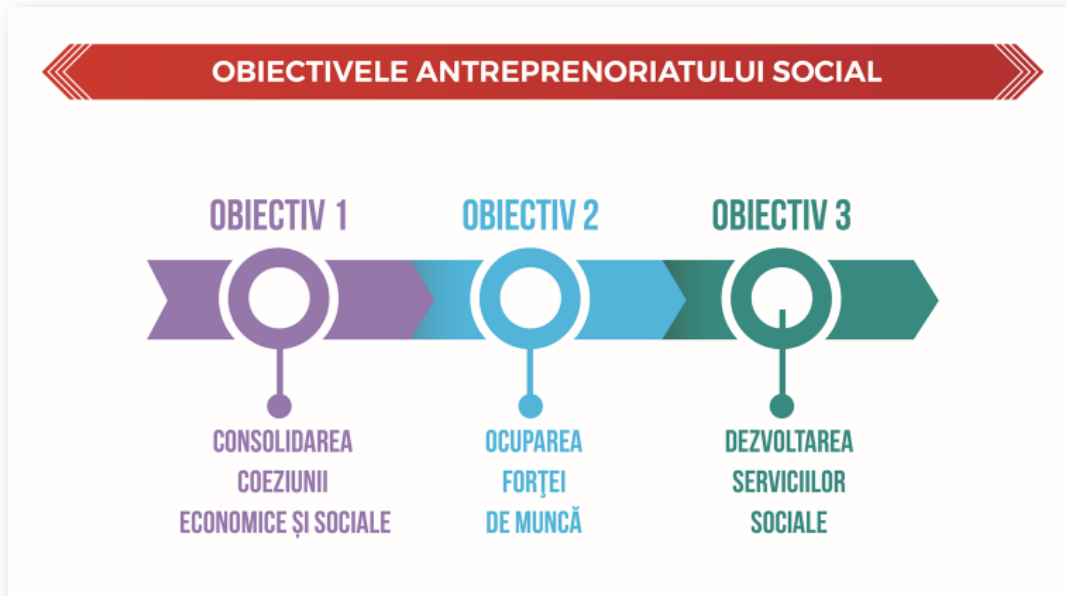 OBIECTIVELE ANTREPRENORIATULUI SOCIAL
OBIECTIV 1
OBIECTIV 2
OBIECTIV 3
CONSOLIDAREA
COEZIUNII
ECONOMICE ȘI SOCIALE
OCUPAREA
FORŢEI
DE MUNCĂ
DEZVOLTAREA
SERVICIILOR
SOCIALE